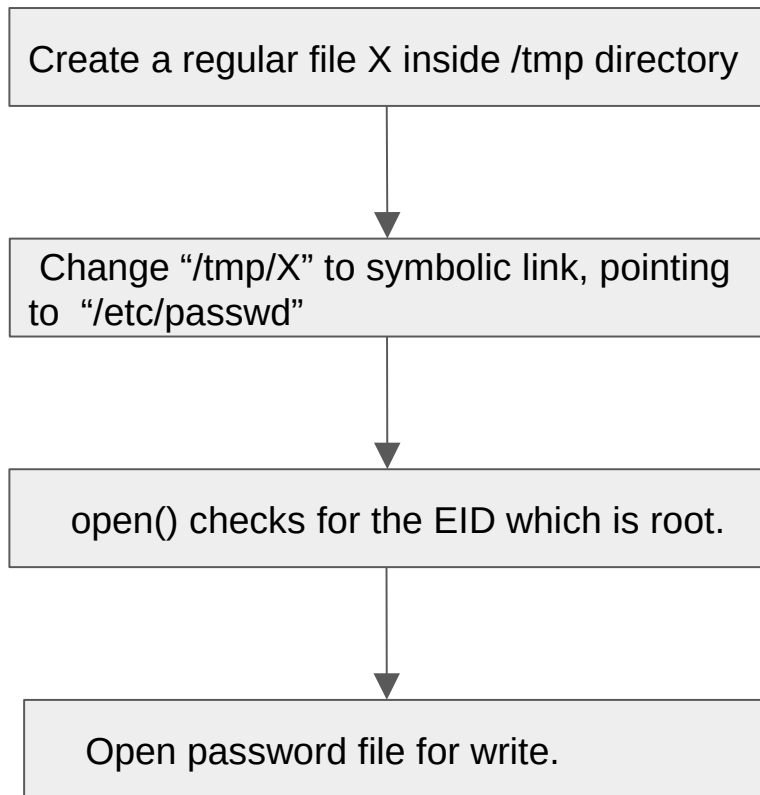 Create a regular file X inside /tmp directory
Change “/tmp/X” to symbolic link, pointing
to “/etc/passwd”
open() checks for the EID which is root.
Open password file for write.